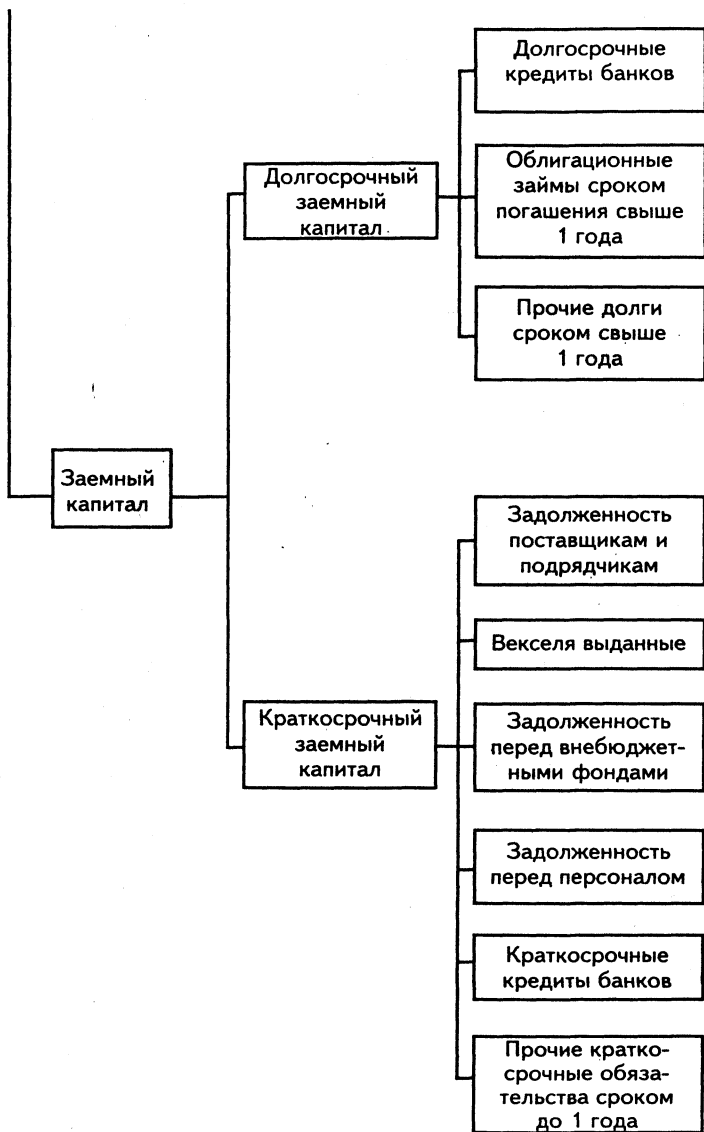 Долгосрочные
кредиты банков
Долгосрочный
заемный
капитал
Облигационные
займы сроком
погашения свыше
1 года
Прочие долги
сроком свыше
1 года
Заемный
капитал
Задолженность
поставщикам и
подрядчикам
Векселя выданные
Краткосрочный
заемный
капитал
Задолженность
перед внебюджет-
ными фондами
Задолженность
перед персоналом
Краткосрочные
кредиты банков
Прочие кратко-
срочные обяза-
тельства сроком
до 1 года